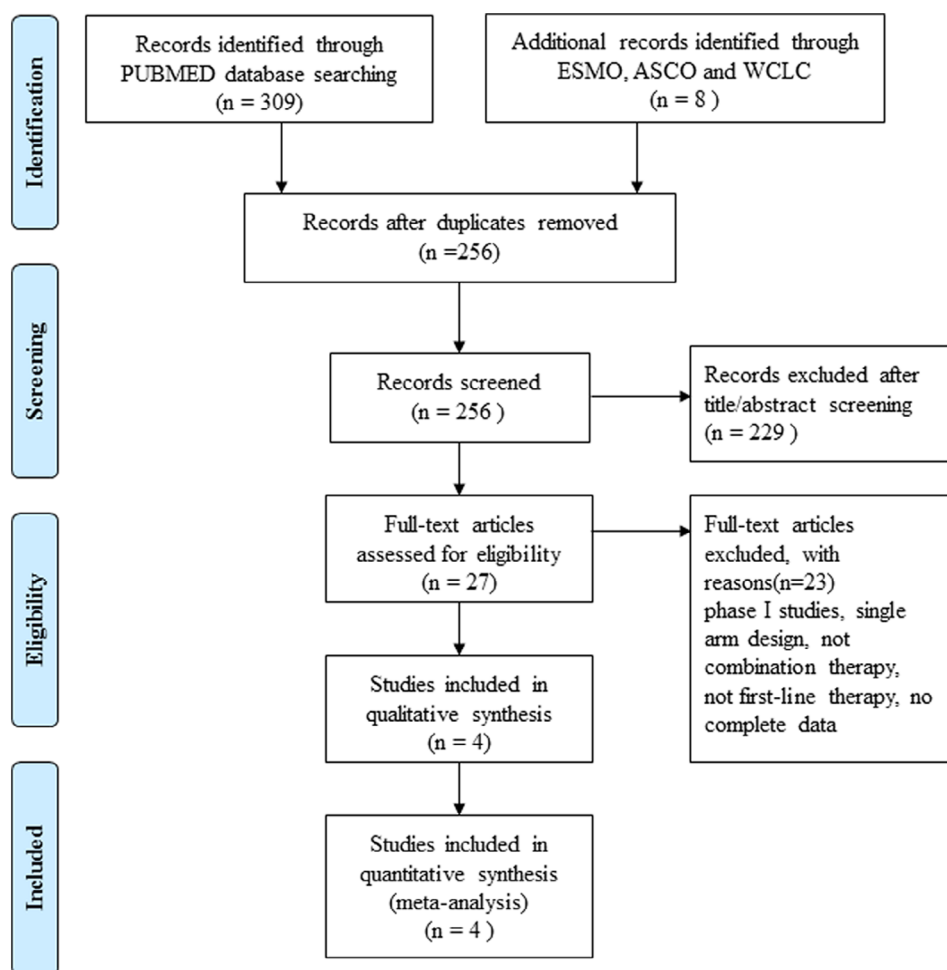 Identification
Records identified through
PUBMED database searching
(n = 309)
Additional records identified through
ESMO, ASCO and WCLC
(n = 8 )
Records after duplicates removed
(n =256)
Screening
Records screened
(n = 256 )
Records excluded after
title/abstract screening
(n = 229 )
Eligibility
Full-text articles
assessed for eligibility
(n = 27)
Full-text articles
excluded, with
reasons(n=23)
phase I studies, single
arm design, not
combination therapy,
not first-line therapy, no
complete data
Studies included in
qualitative synthesis
(n = 4)
Included
Studies included in
quantitative synthesis
(meta-analysis)
(n = 4 )